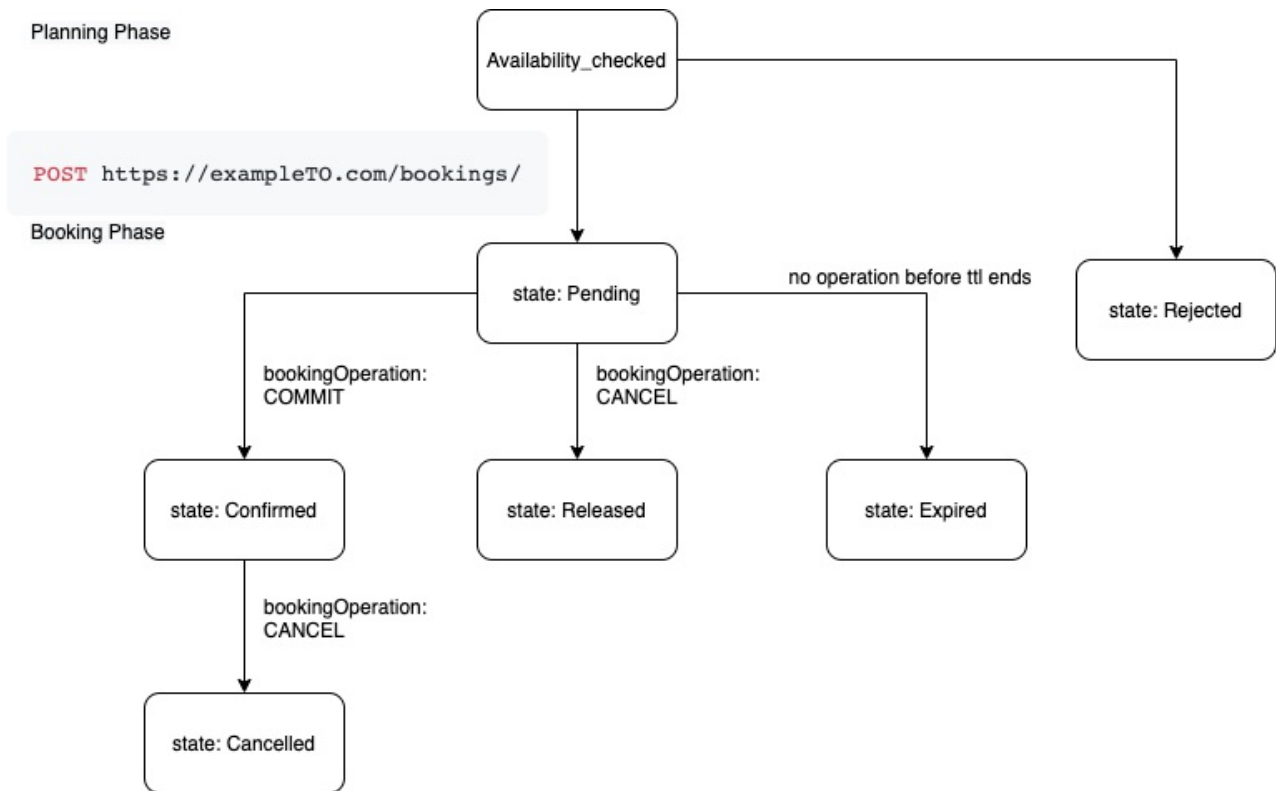 Planning Phase
Availability_checked
POST https://exampleTO.com/bookings/
Booking Phase
state: Pending
no operation before ttl ends
state: Rejected
bookingOperation:
COMMIT
bookingOperation:
CANCEL
state: Confirmed
state: Released
state: Expired
bookingOperation:
CANCEL
state: Cancelled